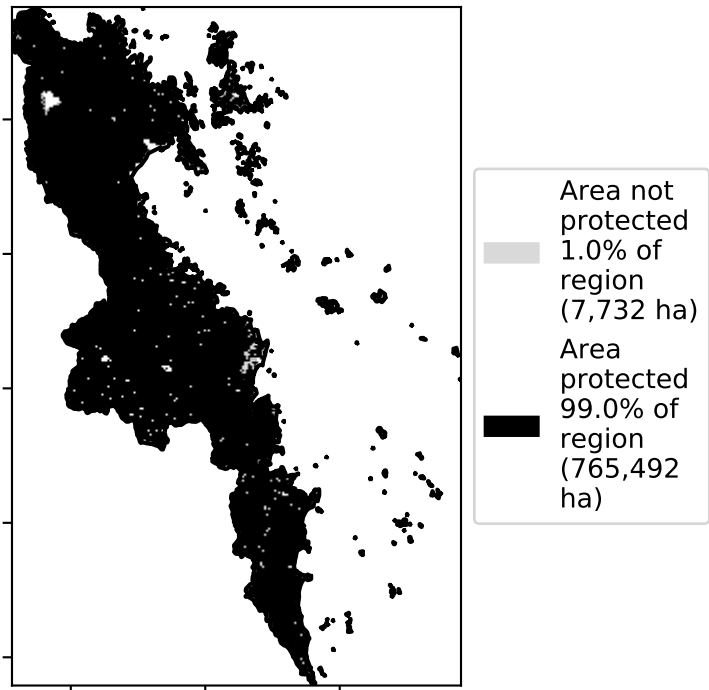 Area not
protected
1.0% of
region
(7,732 ha)
Area
protected
99.0% of
region
(765,492
ha)